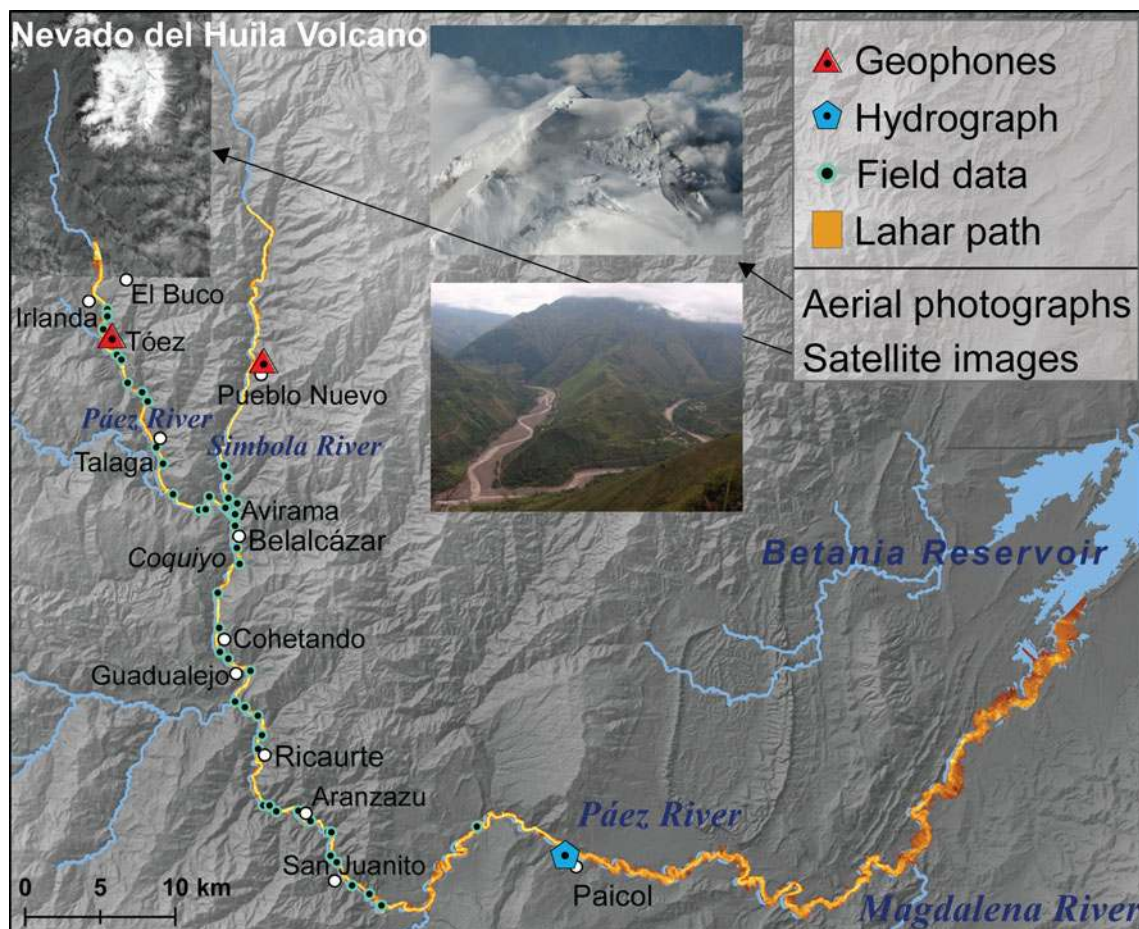 Nevado del Huila Volcano
Geophones
Hydrograph
Field data
Lahar path
Aerial photographs
Satellite images
El Buco
Irlanda
Tóez
Pueblo Nuevo
Páez River
Simbola River
Talaga
Avirama
Belalcázar
Coquiyo
Betania Reservoir
Cohetando
Guadualejo
Ricaurte
Aranzazu
Páez River
San Juanito
Paicol
0 5 10 km
Magdalena River